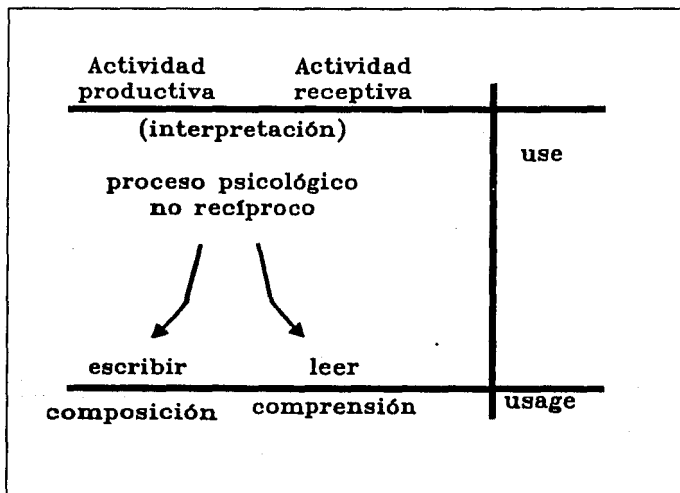 Actividad Actividad
productiva receptiva
(interpretación)
use
proceso psicológico
no recíproco
escribir leer
composición comprensión usage